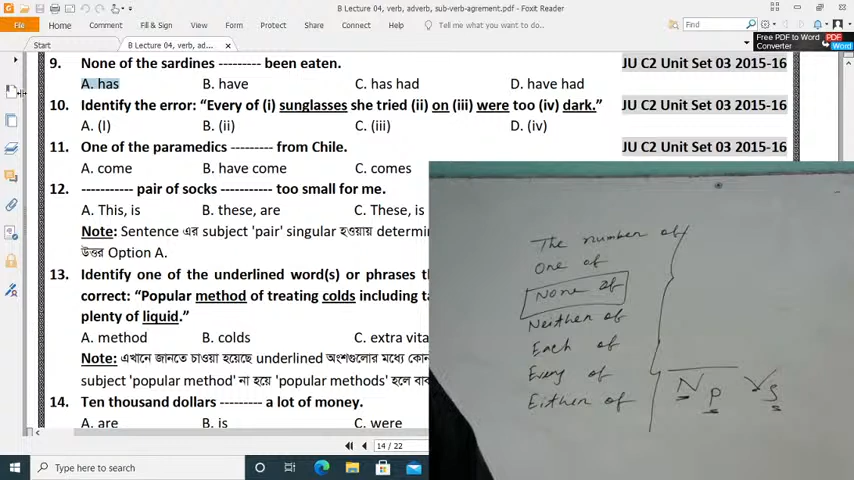 B Lecture 04, verb, adverb, sub-verb-agrement.pdf - Foxit Reader
File
Home
Comment
Fill & Sign
View
Protect
Share
Help
Tell me what you want to do...
Find
Start
B Lecture 04, verb, ad...
Free PDF to Word Converter
PDF
Word
9. None of the sardines --------- been eaten. JU C2 Unit Set 03 2015-16
A. has B. have C. has had D. have had
10. Identify the error: “Every of (i) sunglasses she tried (ii) on (iii) were too (iv) dark.” JU C2 Unit Set 03 2015-16
A. (I) B. (ii) C. (iii) D. (iv)
11. One of the paramedics --------- from Chile. JU C2 Unit Set 03 2015-16
A. come B. have come C. comes
12. ----------- pair of socks ----------- too small for me.
A. This, is B. these, are C. These, is
Note: Sentence এর subject 'pair' singular হওয়ায় determin
উত্তর Option A.
13. Identify one of the underlined word(s) or phrases th
correct: “Popular method of treating colds including ta
plenty of liquid.”
A. method B. colds C. extra vita
Note: এখানে জানতে চাওয়া হয়েছে underlined অংশগুলোর মধ্যে কোন
subject 'popular method' না হয়ে 'popular methods' হলে বাক
14. Ten thousand dollars --------- a lot of money.
A. are B. is C. were
The number of
One of
None of
Neither of
Each of
Every of
Either of
N p V s
14 / 22
Type here to search